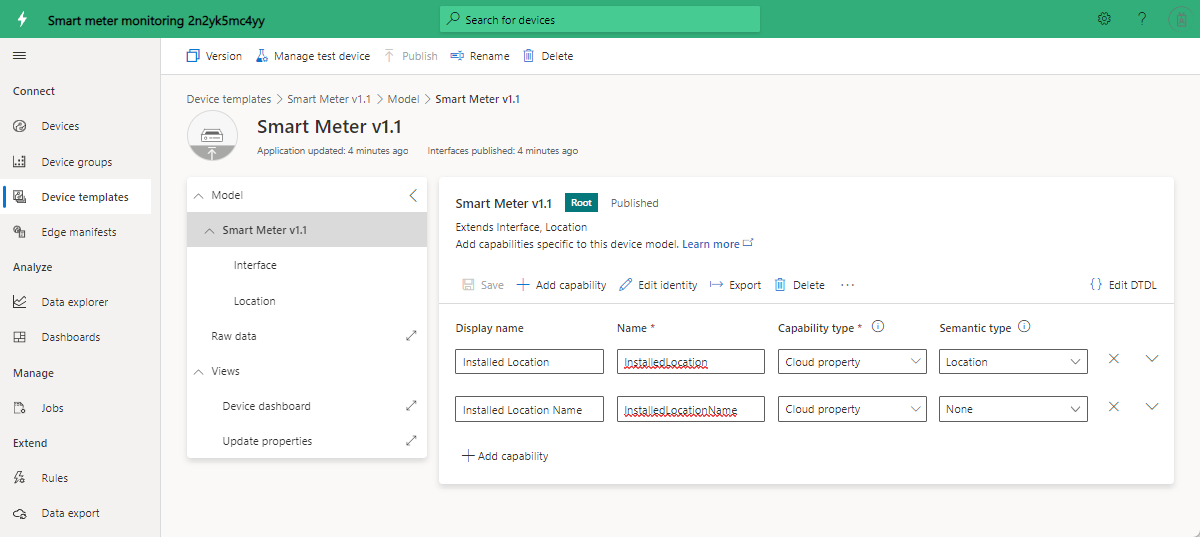 Smart meter monitoring 2n2yk5mc4yy
Search for devices
?
Version
Manage test device
Publish
Rename
Delete
Connect
Devices
Device groups
Device templates
Edge manifests
Analyze
Data explorer
Dashboards
Manage
Jobs
Extend
Rules
Data export
Device templates > Smart Meter v1.1 > Model > Smart Meter v1.1
Smart Meter v1.1
Application updated: 4 minutes ago
Interfaces published: 4 minutes ago
Model
Smart Meter v1.1
Interface
Location
Raw data
Views
Device dashboard
Update properties
Smart Meter v1.1 Root Published
Extends Interface, Location
Add capabilities specific to this device model. Learn more
Save
Add capability
Edit identity
Export
Delete
...
{} Edit DTDL
Display name
Name *
Capability type *
Semantic type
Installed Location
InstalledLocation
Cloud property
Location
Installed Location Name
InstalledLocationName
Cloud property
None
Add capability